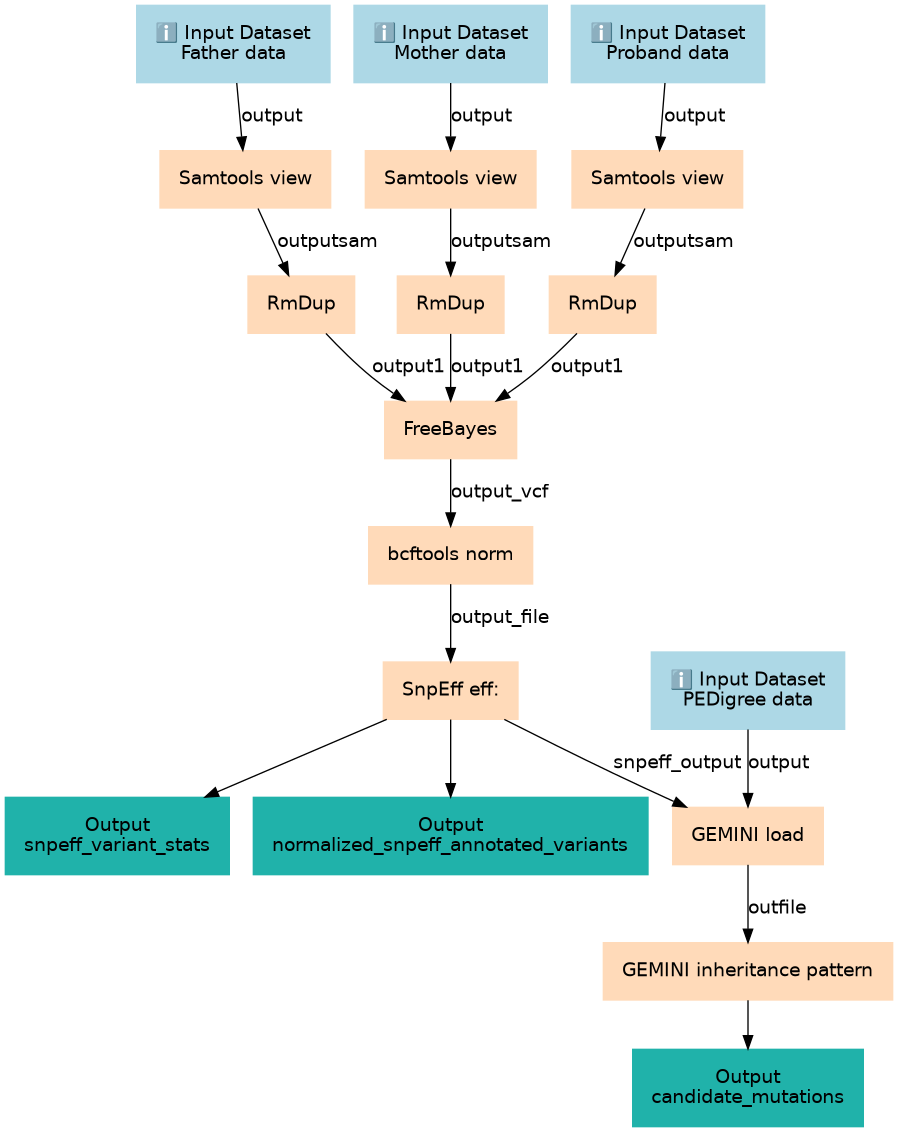 ℹ️ Input Dataset
Father data
ℹ️ Input Dataset
Mother data
ℹ️ Input Dataset
Proband data
output
output
output
Samtools view
Samtools view
Samtools view
outputsam
outputsam
outputsam
RmDup
RmDup
RmDup
output1
output1
output1
FreeBayes
output_vcf
bcftools norm
output_file
SnpEff eff:
ℹ️ Input Dataset
PEDigree data
snpeff_output
output
Output
snpeff_variant_stats
Output
normalized_snpeff_annotated_variants
GEMINI load
outfile
GEMINI inheritance pattern
Output
candidate_mutations